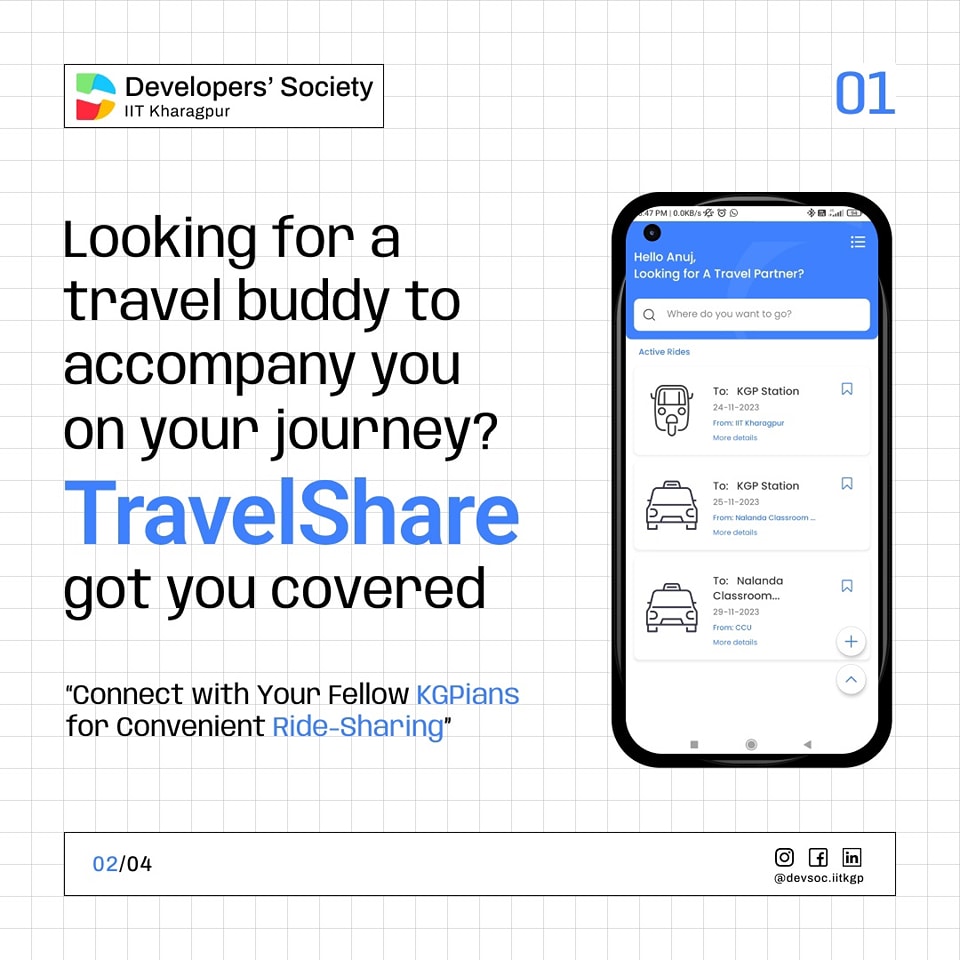 Developers' Society
IIT Kharagpur
01
Looking for a
travel buddy to
accompany you
on your journey?
TravelShare
got you covered
“Connect with Your Fellow KGPians
for Convenient Ride-Sharing”
:47 PM | 0.0KB/s
Hello Anuj,
Looking for A Travel Partner?
Where do you want to go?
Active Rides
To: KGP Station
24-11-2023
From: IIT Kharagpur
More details
To: KGP Station
25-11-2023
From: Nalanda Classroom ...
More details
To: Nalanda
Classroom...
29-11-2023
From: CCU
More details
02/04
@devsoc.iitkgp